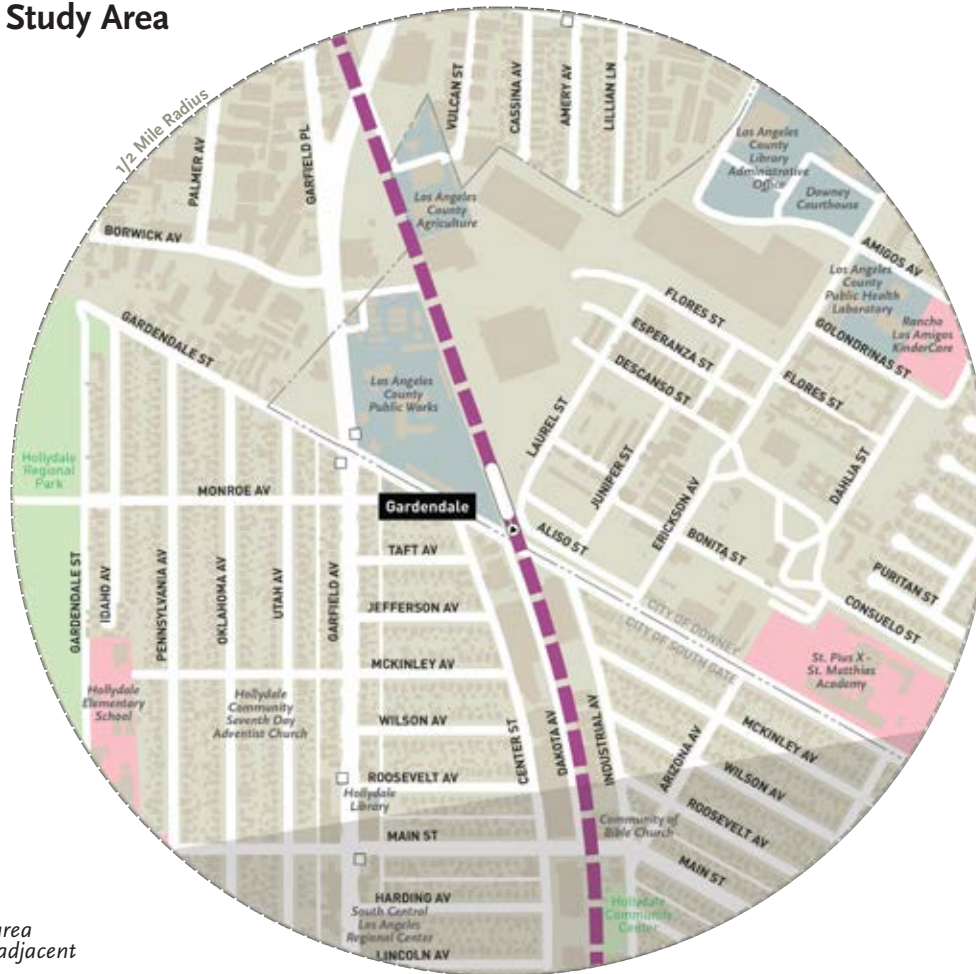 Study Area
1/2 Mile Radius
PALMER AV
GARFIELD PL
VULCAN ST
CASSINA AV
AMERY AV
LILLIAN LN
Los Angeles
County
Library
Administrative
Office
Downey
Courthouse
Los Angeles
County
Agriculture
BORWICK AV
AMIGOS AV
Los Angeles
County
Public Health
Laboratory
Rancho
Los Amigos
KinderCare
GOLONDRINAS ST
FLORES ST
ESPERANZA ST
DESCANSO ST
FLORES ST
GARDENDALE ST
Los Angeles
County
Public Works
LAUREL ST
JUNIPER ST
DAHLIA ST
Hollydale
Regional
Park
MONROE AV
Gardendale
ERICKSON AV
ALISO ST
BONITA ST
TAFT AV
PURITAN ST
CONSUELO ST
GARDENDALE ST
IDAHO AV
PENNSYLVANIA AV
OKLAHOMA AV
UTAH AV
GARFIELD AV
JEFFERSON AV
CITY OF DOWNEY
CITY OF SOUTH GATE
MCKINLEY AV
St. Pius X -
St. Matthias
Academy
Hollydale
Elementary
School
Hollydale
Community
Seventh Day
Adventist Church
WILSON AV
CENTER ST
DAKOTA AV
INDUSTRIAL AV
ARIZONA AV
MCKINLEY AV
WILSON AV
ROOSEVELT AV
ROOSEVELT AV
Hollydale
Library
MAIN ST
Community of
Bible Church
MAIN ST
HARDING AV
South Central
Los Angeles
Regional Center
LINCOLN AV
Hollydale
Community
Center
adjacent